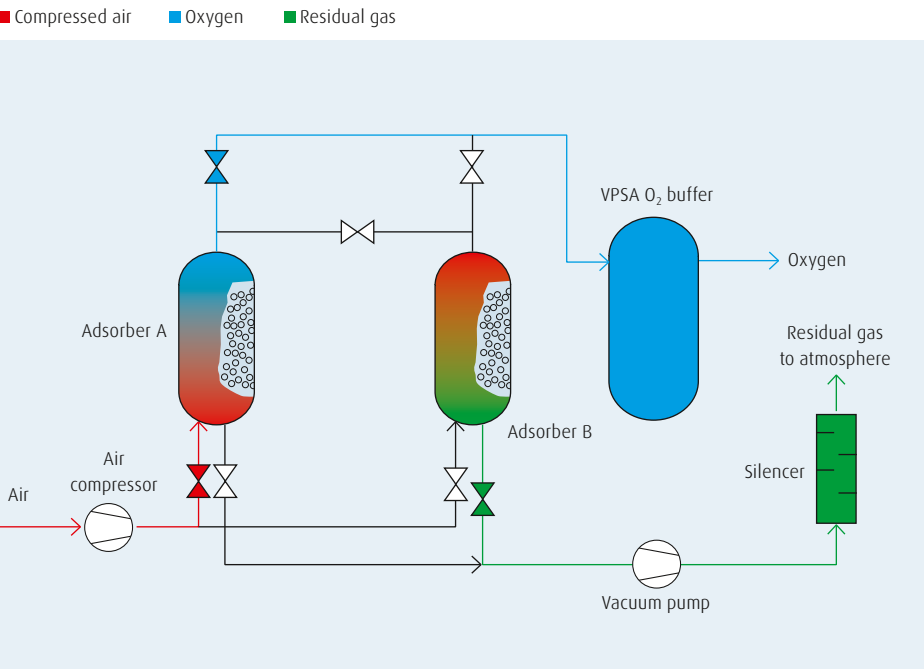 Compressed air
Oxygen
Residual gas
VPSA O₂ buffer
Oxygen
Adsorber A
Residual gas
to atmosphere
Adsorber B
Air
compressor
Silencer
Air
Vacuum pump